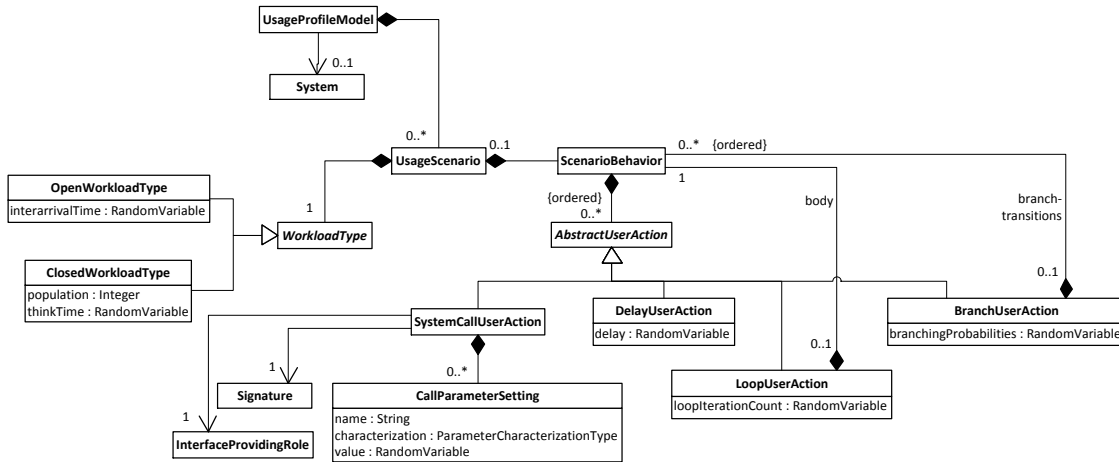 UsageProfileModel
0..1
System
0..*
UsageScenario
0..1
ScenarioBehavior
0..*
{ordered}
1
body
branch-
transitions
OpenWorkloadType
interarrivalTime : RandomVariable
1
WorkloadType
{ordered}
0..*
AbstractUserAction
ClosedWorkloadType
population : Integer
thinkTime : RandomVariable
SystemCallUserAction
DelayUserAction
delay : RandomVariable
0..1
BranchUserAction
branchingProbabilities : RandomVariable
0..1
LoopUserAction
loopIterationCount : RandomVariable
1
Signature
0..*
CallParameterSetting
name : String
characterization : ParameterCharacterizationType
value : RandomVariable
1
InterfaceProvidingRole